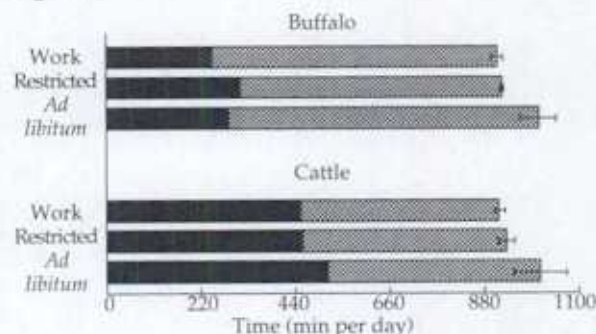 Buffalo
Work
Restricted
Ad
libitum
Cattle
Work
Restricted
Ad
libitum
0 220 440 660 880 1100
Time (min per day)